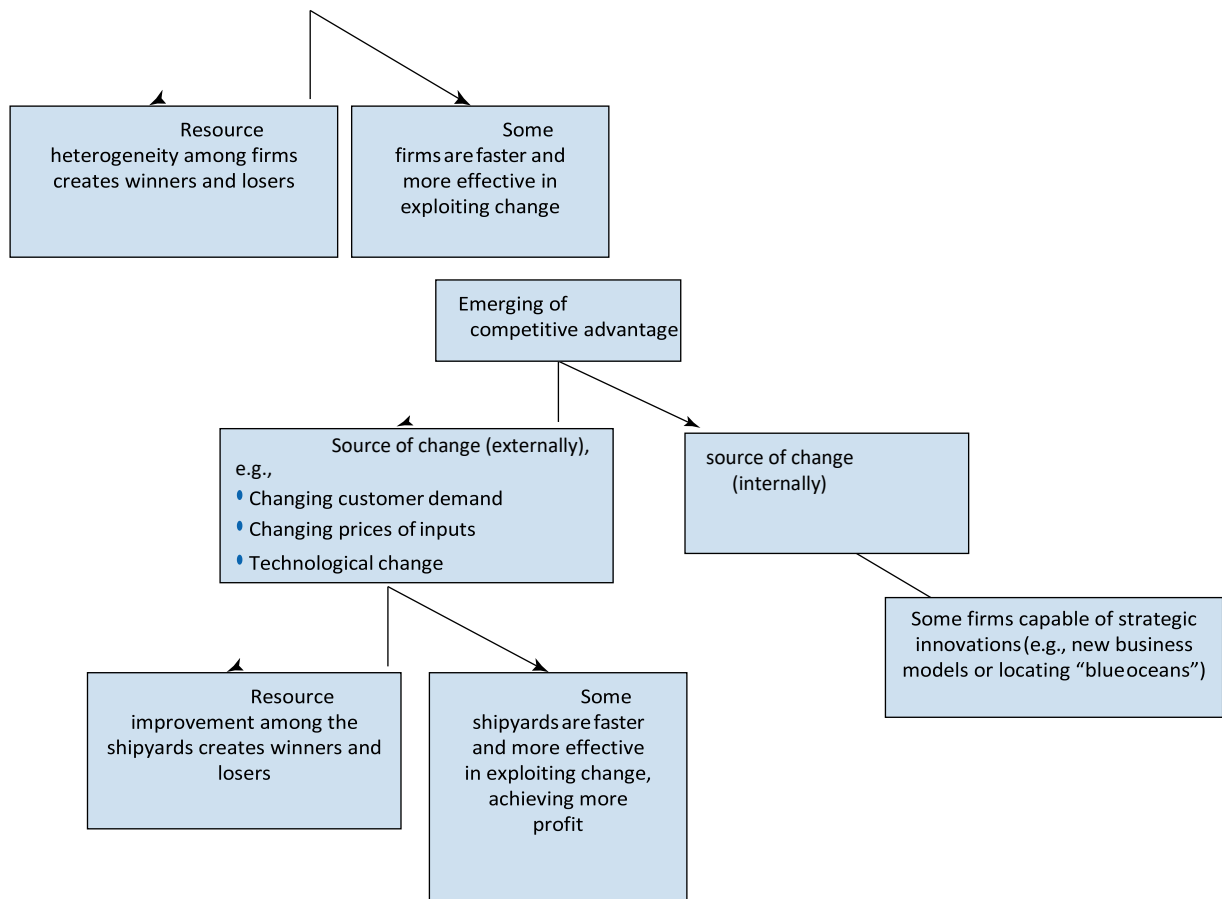 Resource
heterogeneity among firms
creates winners and losers
Some
firms are faster and
more effective in
exploiting change
Emerging of
competitive advantage
Source of change (externally),
e.g.,
• Changing customer demand
• Changing prices of inputs
• Technological change
source of change
(internally)
Some firms capable of strategic
innovations (e.g., new business
models or locating “blue oceans”)
Resource
improvement among the
shipyards creates winners and
losers
Some
shipyards are faster
and more effective
in exploiting change,
achieving more
profit